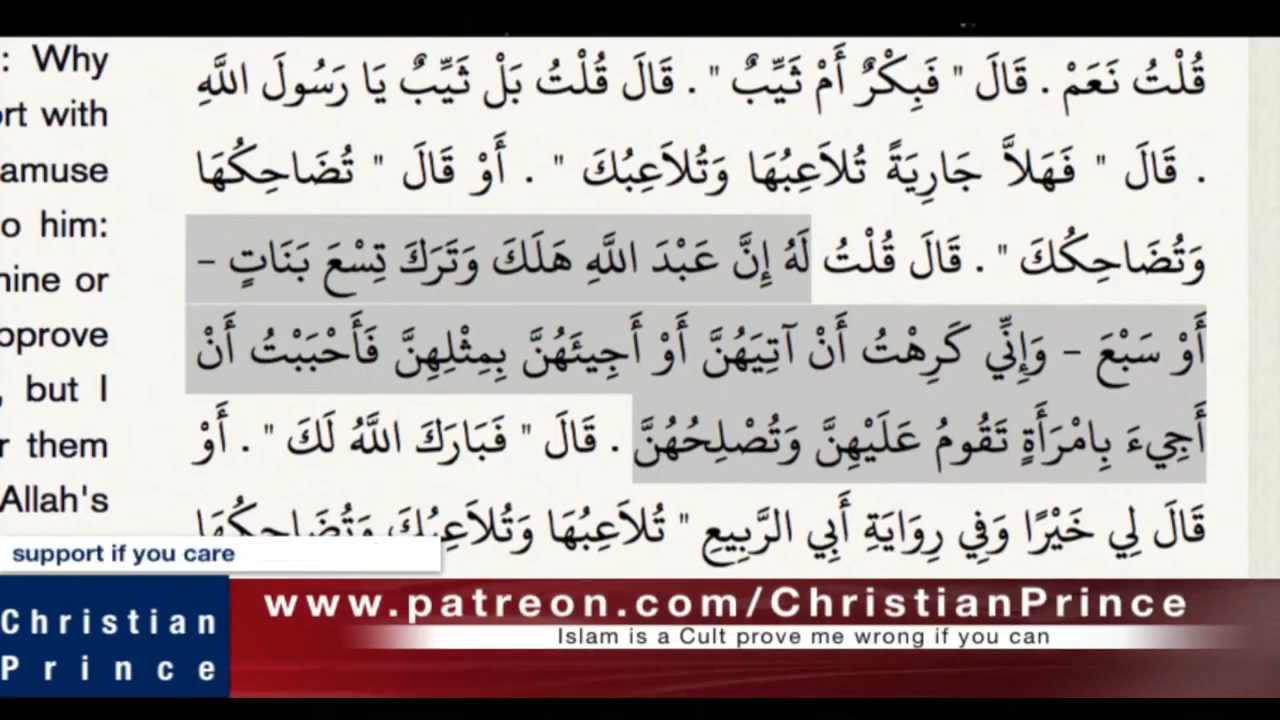 : Why
rt with
amuse
o him:
nine or
pprove
, but I
r them
Allah's
قُلْتُ نَعَمْ . قَالَ " فَبِكْرٌ أَمْ ثَيِّبٌ " . قَالَ قُلْتُ بَلْ ثَيِّبٌ يَا رَسُولَ اللَّهِ
. قَالَ " فَهَلاَّ جَارِيَةً تُلاَعِبُهَا وَتُلاَعِبُكَ " . أَوْ قَالَ " تُضَاحِكُهَا
وَتُضَاحِكُكَ " . قَالَ قُلْتُ لَهُ إِنَّ عَبْدَ اللَّهِ هَلَكَ وَتَرَكَ تِسْعَ بَنَاتٍ –
أَوْ سَبْعَ – وَإِنِّي كَرِهْتُ أَنْ آتِيَهُنَّ أَوْ أَجِيئَهُنَّ بِمِثْلِهِنَّ فَأَحْبَبْتُ أَنْ
أَجِيءَ بِامْرَأَةٍ تَقُومُ عَلَيْهِنَّ وَتُصْلِحُهُنَّ . قَالَ " فَبَارَكَ اللَّهُ لَكَ " . أَوْ
قَالَ لِي خَيْرًا وَفِي رِوَايَةِ أَبِي الرَّبِيعِ " تُلاَعِبُهَا وَتُلاَعِبُكَ وَتُضَاحِكُهَا
support if you care
Christian
Prince
www.patreon.com/ChristianPrince
Islam is a Cult prove me wrong if you can